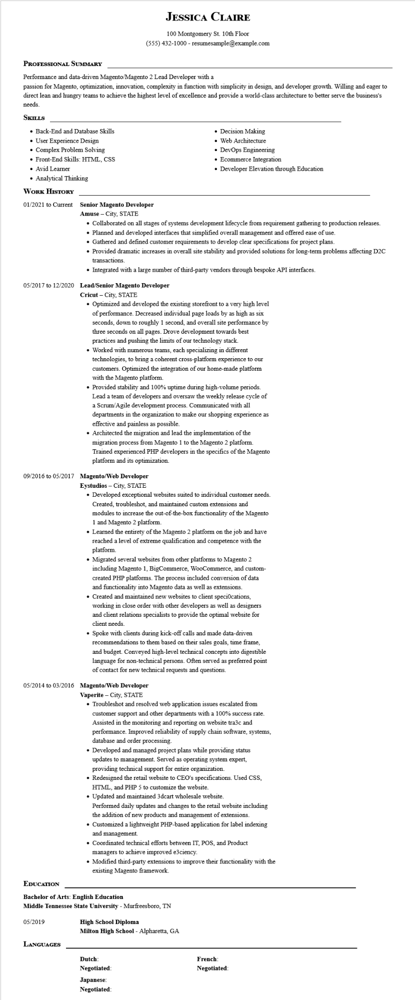 Jessica Claire
100 Montgomery St. 10th Floor
(555) 432-1000 - resumesample@example.com
Professional Summary
Performance and data-driven Magento/Magento 2 Lead Developer with a
passion for Magento, optimization, innovation, complexity in function with simplicity in design, and developer growth. Willing and eager to
direct lean and hungry teams to achieve the highest level of excellence and provide a world-class architecture to better serve the business's
needs.
Skills
• Back-End and Database Skills
• User Experience Design
• Complex Problem Solving
• Front-End Skills: HTML, CSS
• Avid Learner
• Analytical Thinking
• Decision Making
• Web Architecture
• DevOps Engineering
• Ecommerce Integration
• Developer Elevation through Education
Work History
01/2021 to Current Senior Magento Developer
Amuse – City, STATE
• Collaborated on all stages of systems development lifecycle from requirement gathering to production releases.
• Planned and developed interfaces that simplified overall management and offered ease of use.
• Gathered and defined customer requirements to develop clear specifications for project plans.
• Provided dramatic increases in overall site stability and provided solutions for long-term problems affecting D2C
transactions.
• Integrated with a large number of third-party vendors through bespoke API interfaces.
05/2017 to 12/2020 Lead/Senior Magento Developer
Cricut – City, STATE
• Optimized and developed the existing storefront to a very high level
of performance. Decreased individual page loads by as high as six
seconds, down to roughly 1 second, and overall site performance by
three seconds on all pages. Drove development towards best
practices and pushing the limits of our technology stack.
• Worked with numerous teams, each specializing in different
technologies, to bring a coherent cross-platform experience to our
customers. Optimized the integration of our home-made platform
with the Magento platform.
• Provided stability and 100% uptime during high-volume periods.
Lead a team of developers and oversaw the weekly release cycle of
a Scrum/Agile development process. Communicated with all
departments in the organization to make our shopping experience as
effective and painless as possible.
• Architected the migration and lead the implementation of the
migration process from Magento 1 to the Magento 2 platform.
Trained experienced PHP developers in the specifics of the Magento
platform and its optimization.
09/2016 to 05/2017 Magento/Web Developer
Eystudios – City, STATE
• Developed exceptional websites suited to individual customer needs.
Created, troubleshot, and maintained custom extensions and
modules to increase the out-of-the-box functionality of the Magento
1 and Magento 2 platform.
• Learned the entirety of the Magento 2 platform on the job and have
reached a level of extreme qualification and competence with the
platform.
• Migrated several websites from other platforms to Magento 2
including Magento 1, BigCommerce, WooCommerce, and custom-
created PHP platforms. The process included conversion of data
and functionality into Magento data as well as extensions.
• Created and maintained new websites to client speci0cations,
working in close order with other developers as well as designers
and client relations specialists to provide the optimal website for
client needs.
• Spoke with clients during kick-off calls and made data-driven
recommendations to them based on their sales goals, time frame,
and budget. Conveyed high-level technical concepts into digestible
language for non-technical persons. Often served as preferred point
of contact for new technical requests and questions.
05/2014 to 03/2016 Magento/Web Developer
Vaperite – City, STATE
• Troubleshot and resolved web application issues escalated from
customer support and other departments with a 100% success rate.
Assisted in the monitoring and reporting on website tra3c and
performance. Improved reliability of supply chain software, systems,
database and order processing.
• Developed and managed project plans while providing status
updates to management. Served as operating system expert,
providing technical support for entire organization.
• Redesigned the retail website to CEO's specifications. Used CSS,
HTML, and PHP 5 to customize the website.
• Updated and maintained 3dcart wholesale website.
Performed daily updates and changes to the retail website including
the addition of new products and management of extensions.
• Customized a lightweight PHP-based application for label indexing
and management.
• Coordinated technical efforts between IT, POS, and Product
managers to achieve improved e3ciency.
• Modified third-party extensions to improve their functionality with the
existing Magento framework.
Education
Bachelor of Arts: English Education
Middle Tennessee State University - Murfreesboro, TN
05/2019 High School Diploma
Milton High School - Alpharetta, GA
Languages
Dutch: French:
Negotiated: Negotiated:
Japanese:
Negotiated: